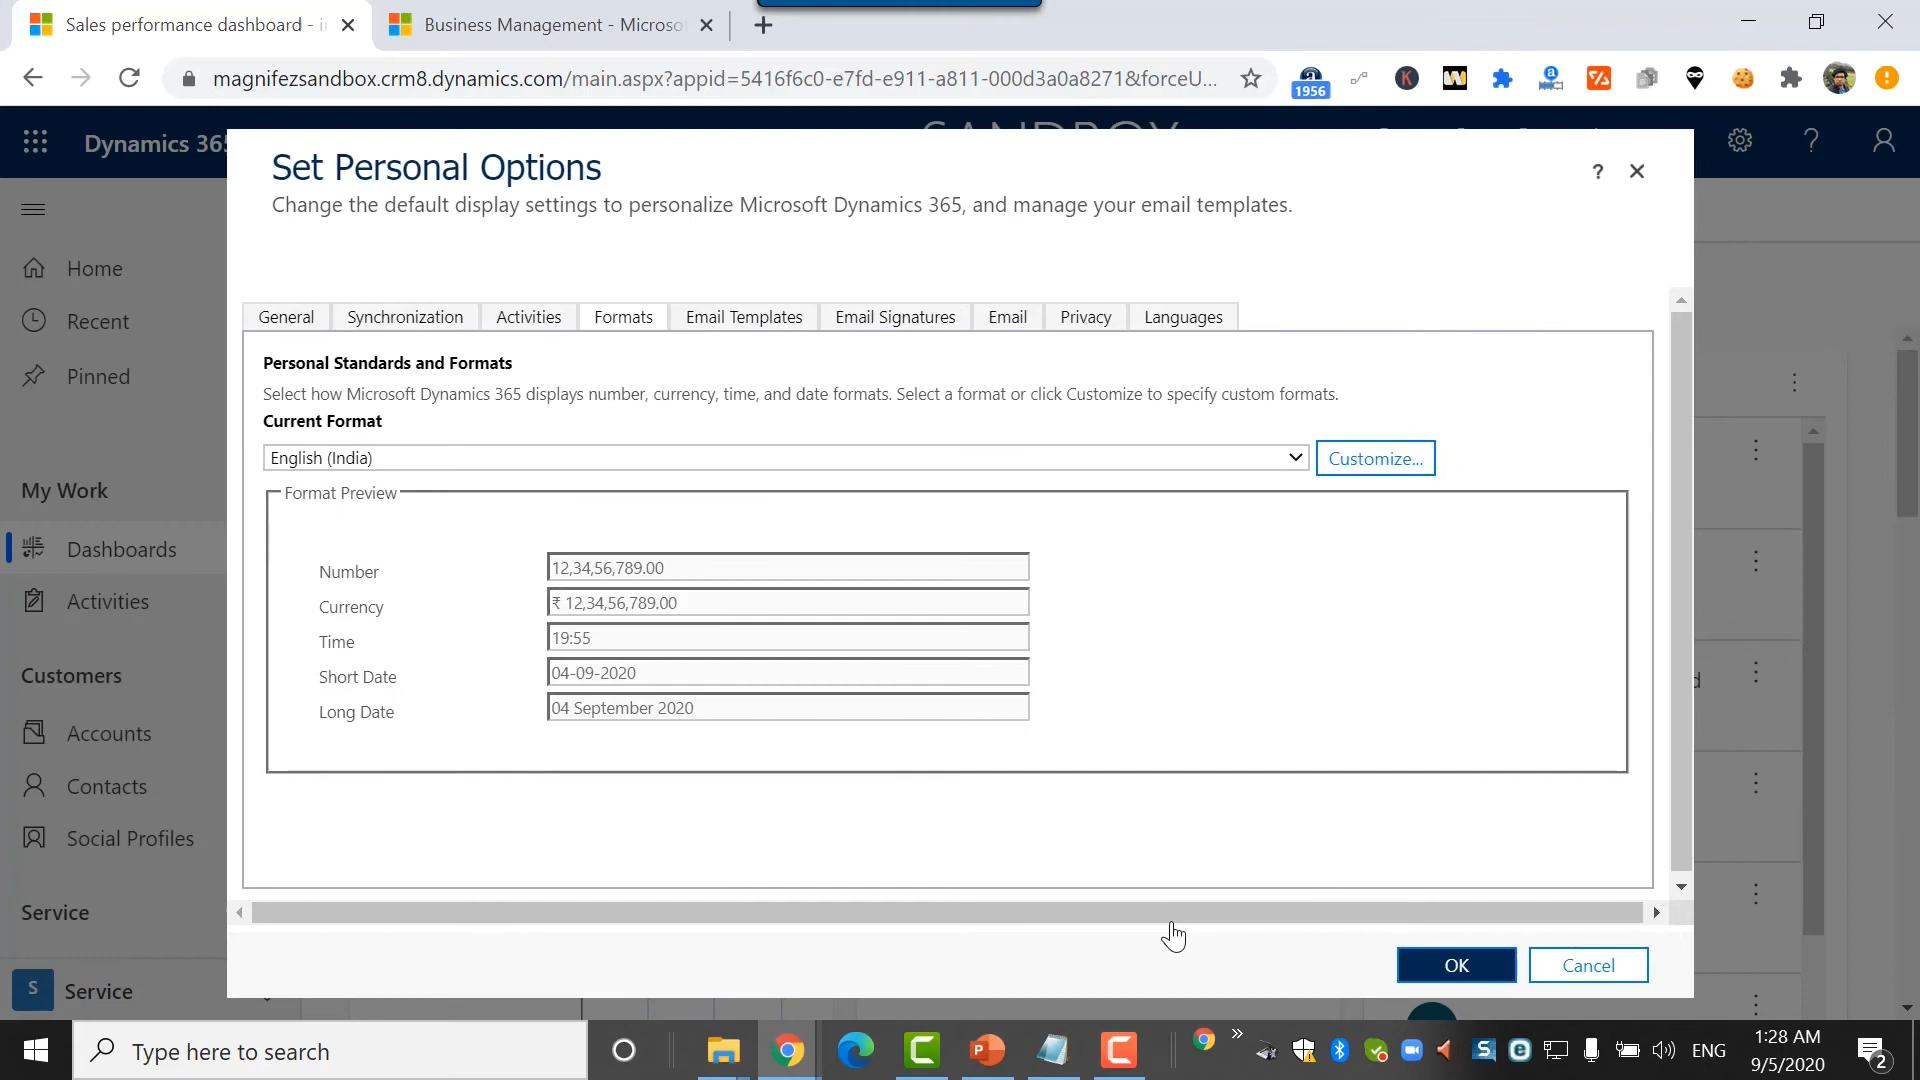 Sales performance dashboard - i
Business Management - Microso
magnifezsandbox.crm8.dynamics.com/main.aspx?appid=5416f6c0-e7fd-e911-a811-000d3a0a8271&forceU...
1956
Dynamics 365
SANDBOX
Set Personal Options
?
Change the default display settings to personalize Microsoft Dynamics 365, and manage your email templates.
Home
Recent
Pinned
My Work
Dashboards
Activities
Customers
Accounts
Contacts
Social Profiles
Service
S Service
General
Synchronization
Activities
Formats
Email Templates
Email Signatures
Email
Privacy
Languages
Personal Standards and Formats
Select how Microsoft Dynamics 365 displays number, currency, time, and date formats. Select a format or click Customize to specify custom formats.
Current Format
English (India)
Customize...
Format Preview
Number 12,34,56,789.00
Currency ₹ 12,34,56,789.00
Time 19:55
Short Date 04-09-2020
Long Date 04 September 2020
OK
Cancel
Type here to search
ENG
1:28 AM
9/5/2020
2